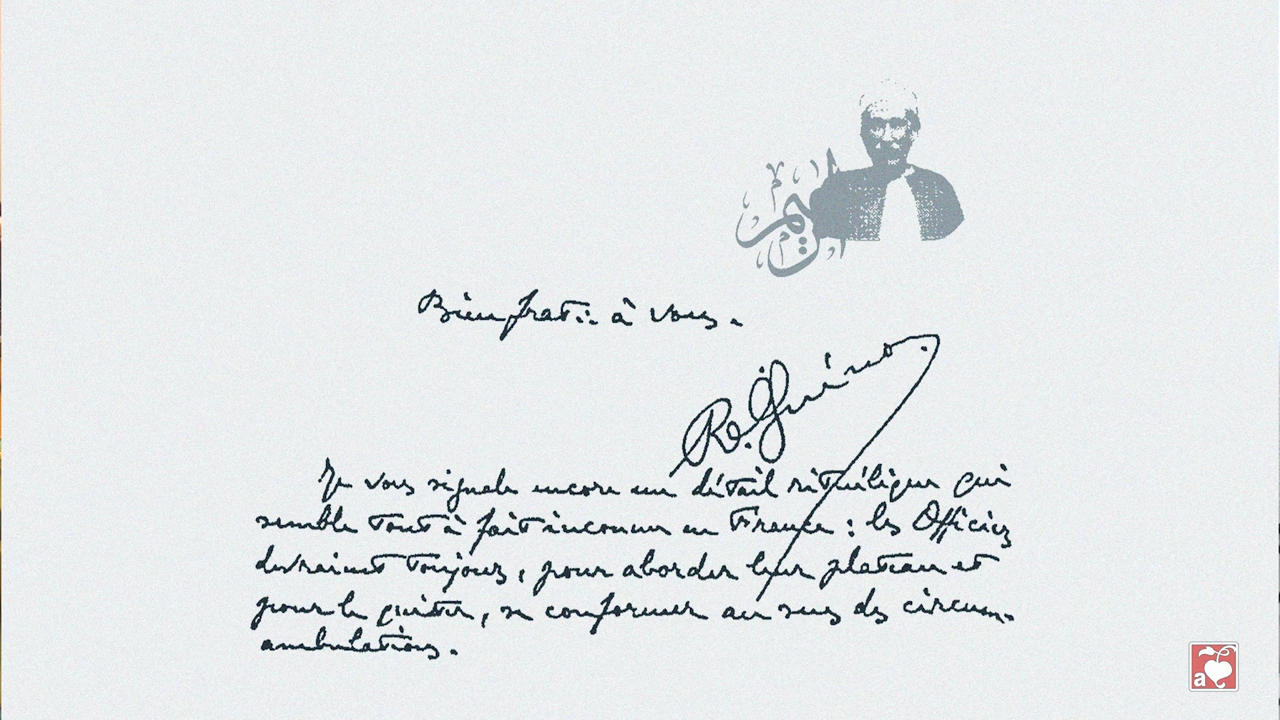 Bien frat∴ à vous.
Re. Guénon
Je vous signale encore un détail rituélique qui
semble tout à fait inconnu en France : les Officiers
devraient toujours, pour aborder leur plateau et
pour le quitter, se conformer au sens des circum-
ambulations.
a